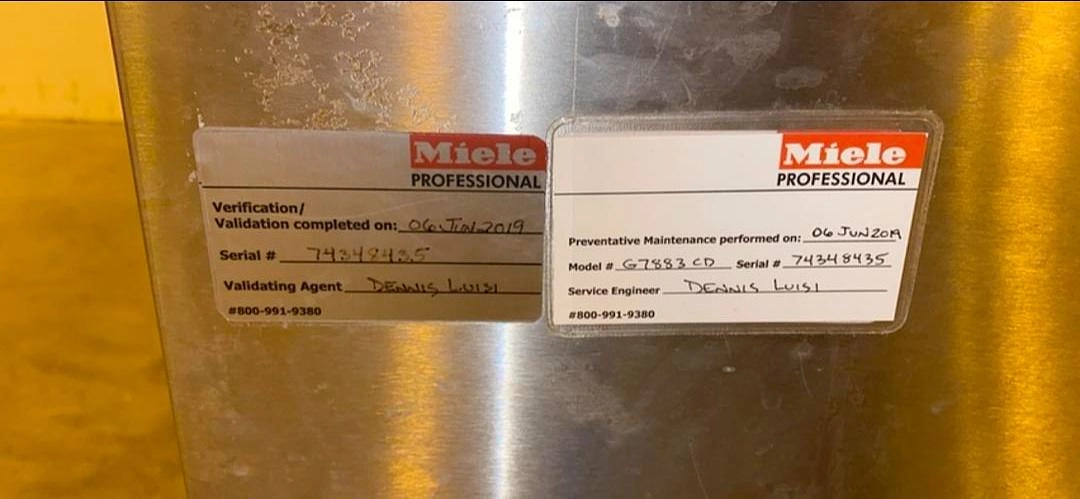 Miele
PROFESSIONAL
Verification/
Validation completed on: 06 JUN 2019
Serial # 74348435
Validating Agent DENNIS LUISI
#800-991-9380
Miele
PROFESSIONAL
Preventative Maintenance performed on: 06 JUN 2019
Model # G7883 CD Serial # 74348435
Service Engineer DENNIS LUISI
#800-991-9380